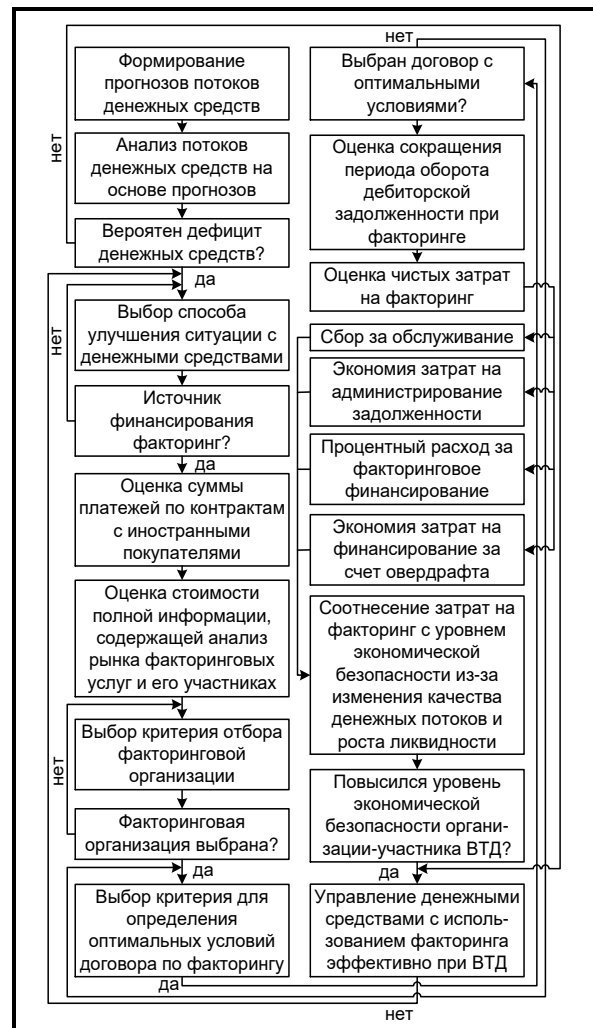 нет
Формирование
прогнозов потоков
денежных средств
нет
Анализ потоков
денежных средств на
основе прогнозов
Вероятен дефицит
денежных средств?
да
Выбор способа
улучшения ситуации с
денежными средствами
нет
Источник
финансирования
факторинг?
да
Оценка суммы
платежей по контрактам
с иностранными
покупателями
Оценка стоимости
полной информации,
содержащей анализ
рынка факторинговых
услуг и его участниках
Выбор критерия отбора
факторинговой
организации
нет
Факторинговая
организация выбрана?
да
Выбор критерия для
определения
оптимальных условий
договора по факторингу
да
Выбран договор с
оптимальными
условиями?
Оценка сокращения
периода оборота
дебиторской
задолженности при
факторинге
Оценка чистых затрат
на факторинг
Сбор за обслуживание
Экономия затрат на
администрирование
задолженности
Процентный расход за
факторинговое
финансирование
Экономия затрат на
финансирование за
счет овердрафта
Соотнесение затрат на
факторинг с уровнем
экономической
безопасности из-за
изменения качества
денежных потоков и
роста ликвидности
Повысился уровень
экономической
безопасности органи-
зации-участника ВТД?
да
Управление денежными
средствами с исполь-
зованием факторинга
эффективно при ВТД
нет